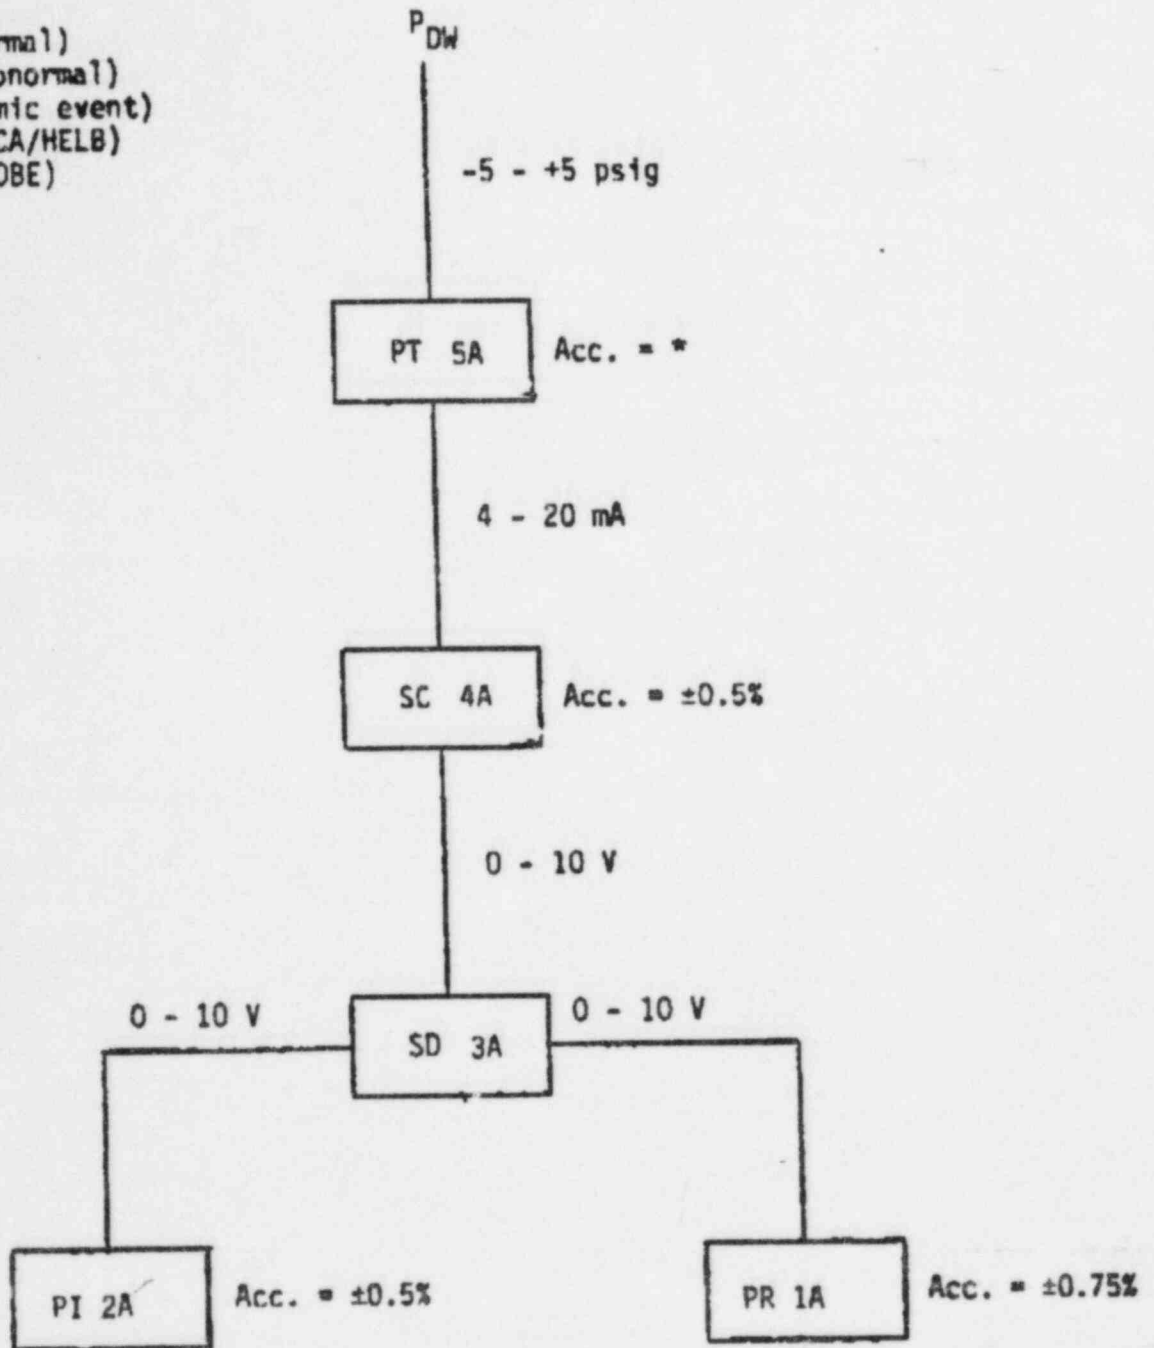 rmal)
bnormal)
mic event)
CA/HELB)
DBE)
PDW
-5 - +5 psig
PT 5A
Acc. = *
4 - 20 mA
SC 4A
Acc. = ±0.5%
0 - 10 V
0 - 10 V
SD 3A
0 - 10 V
PI 2A
Acc. = ±0.5%
PR 1A
Acc. = ±0.75%